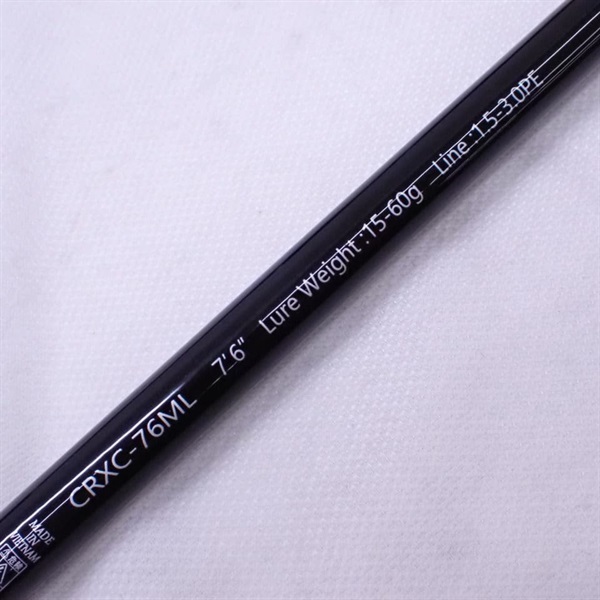 CRXC-76ML 7'6" Lure Weight :15-60g Line :1.5-3.0PE
MADE
IN
VIETNAM